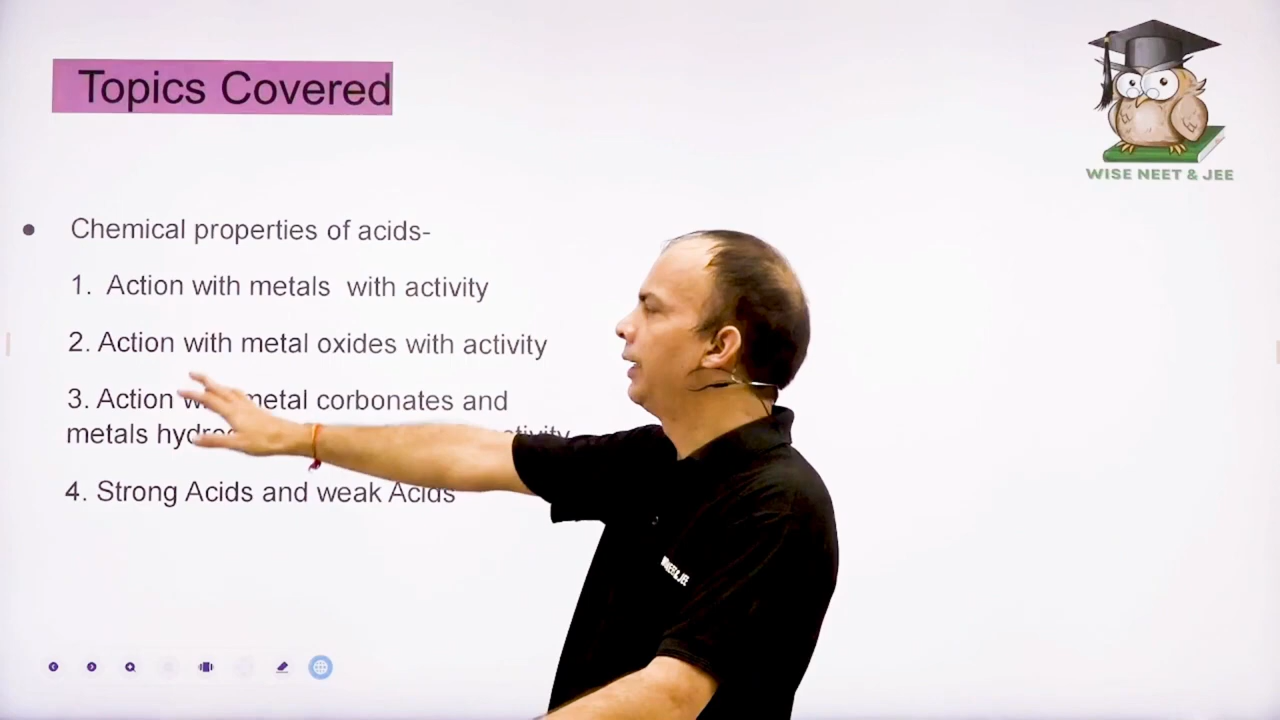 Topics Covered
WISE NEET & JEE
Chemical properties of acids-
1. Action with metals with activity
2. Action with metal oxides with activity
3. Action metal corbonates and
metals
4. Strong Acids and weak Acids